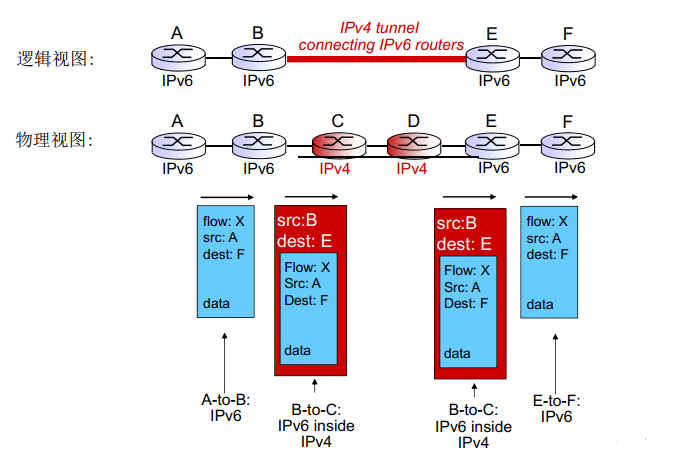 IPv4 tunnel
connecting IPv6 routers
A B E F
逻辑视图:
IPv6 IPv6 IPv6 IPv6
A B C D E F
物理视图:
IPv6 IPv6 IPv4 IPv4 IPv6 IPv6
flow: X
src: A
dest: F
data
src:B
dest: E
Flow: X
Src: A
Dest: F
data
src:B
dest: E
Flow: X
Src: A
Dest: F
data
flow: X
src: A
dest: F
data
A-to-B:
IPv6
B-to-C:
IPv6 inside
IPv4
B-to-C:
IPv6 inside
IPv4
E-to-F:
IPv6